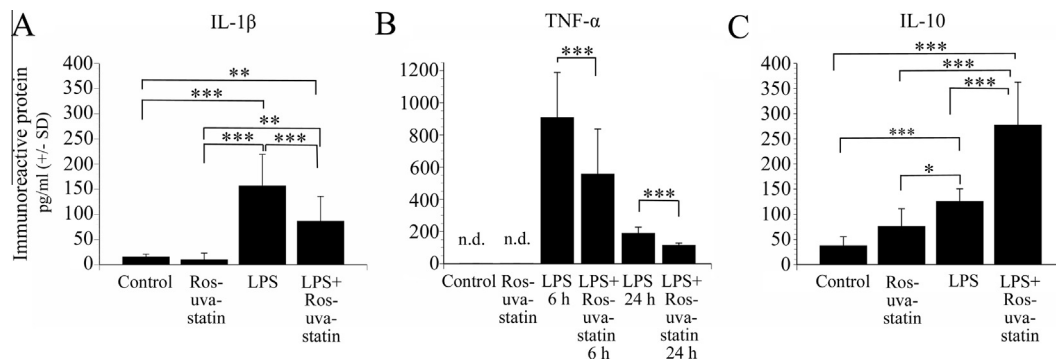 A
IL-1β
Immunoreactive protein
pg/ml (+/- SD)
400
350
300
250
200
150
100
50
0
**
***
**
***
***
Control
Ros-
uva-
statin
LPS
LPS+
Ros-
uva-
statin
B
TNF-α
1200
1000
800
600
400
200
0
n.d.
n.d.
***
***
Control
Ros-
uva-
statin
LPS
6 h
LPS+
Ros-
uva-
statin
6 h
LPS
24 h
LPS+
Ros-
uva-
statin
24 h
C
IL-10
400
350
300
250
200
150
100
50
0
***
***
***
***
*
Control
Ros-
uva-
statin
LPS
LPS+
Ros-
uva-
statin